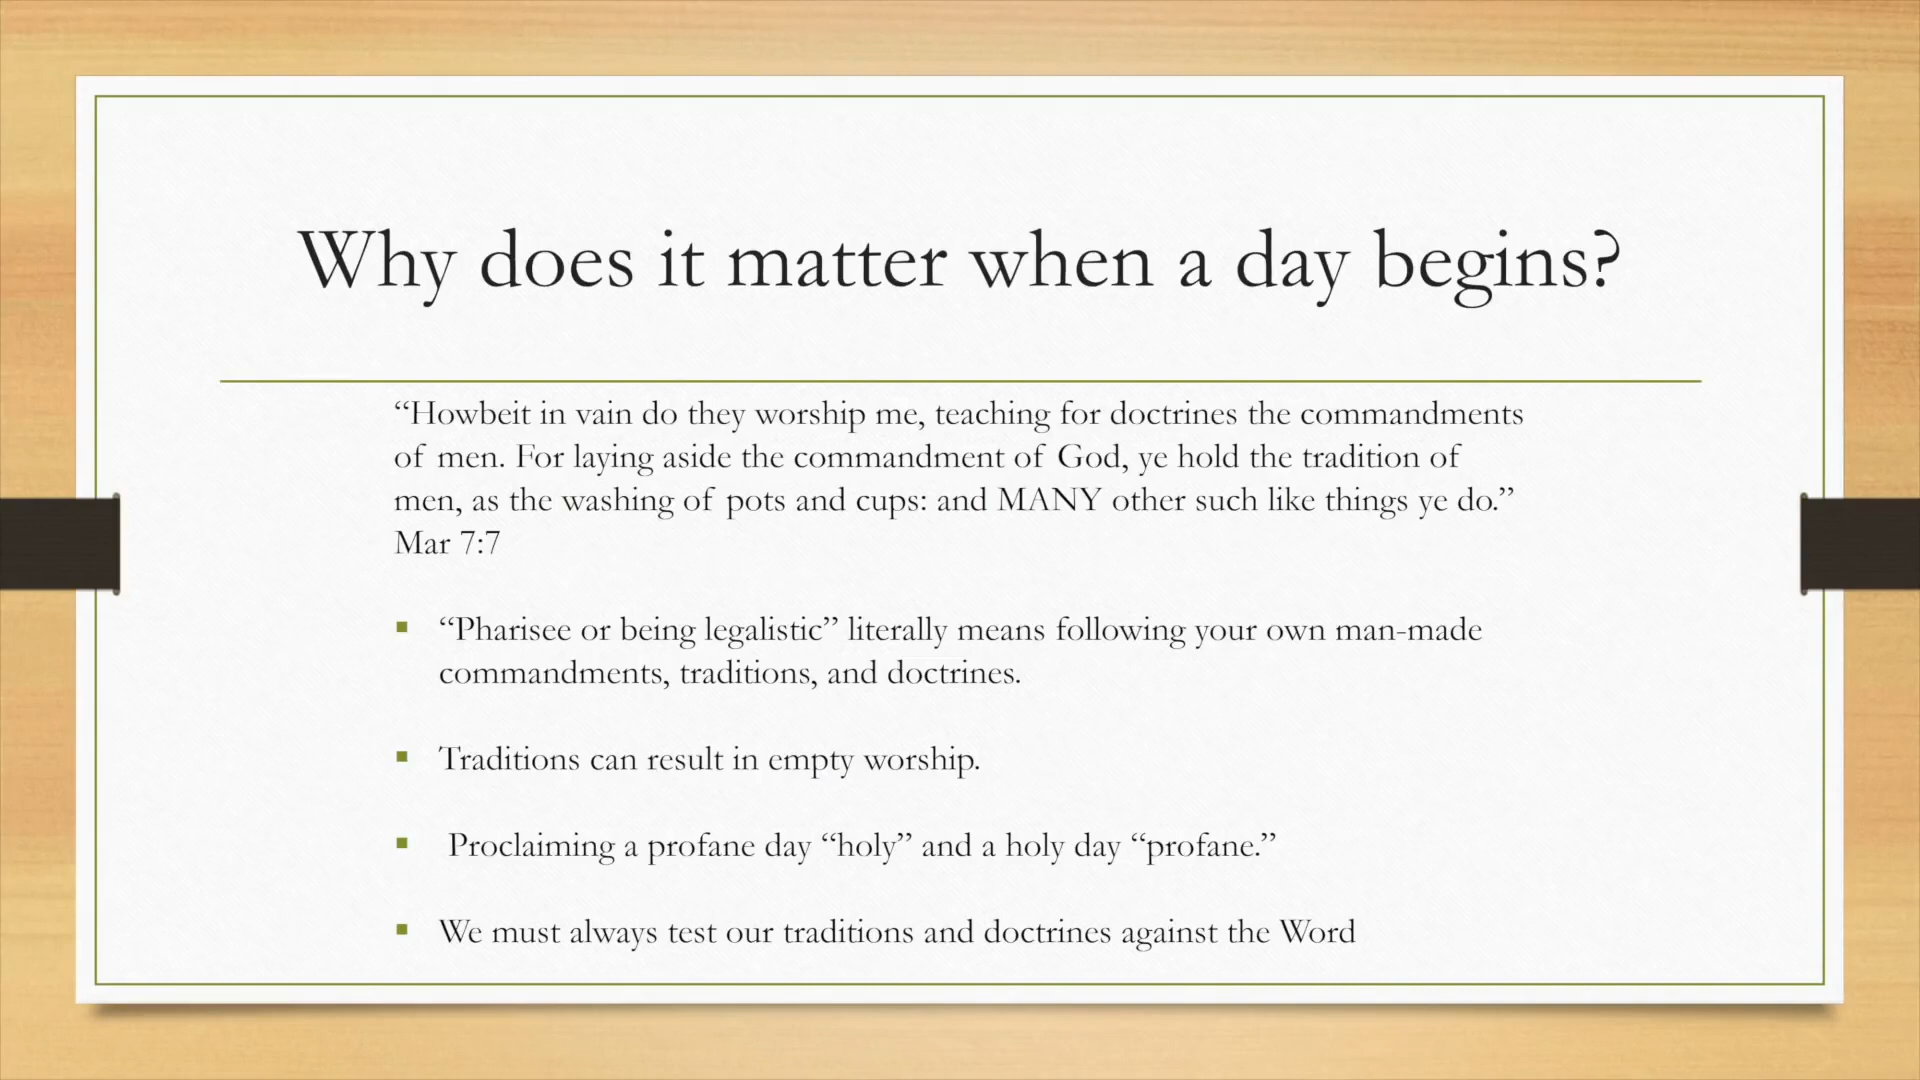 Why does it matter when a day begins?
“Howbeit in vain do they worship me, teaching for doctrines the commandments
of men. For laying aside the commandment of God, ye hold the tradition of
men, as the washing of pots and cups: and MANY other such like things ye do.”
Mar 7:7
▪ “Pharisee or being legalistic” literally means following your own man-made
commandments, traditions, and doctrines.
▪ Traditions can result in empty worship.
▪ Proclaiming a profane day “holy” and a holy day “profane.”
▪ We must always test our traditions and doctrines against the Word